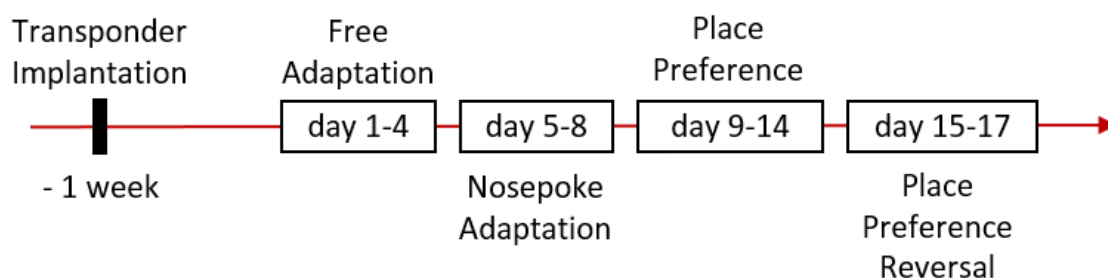 Transponder
Implantation
- 1 week
Free
Adaptation
day 1-4
day 5-8
Nosepoke
Adaptation
Place
Preference
day 9-14
day 15-17
Place
Preference
Reversal